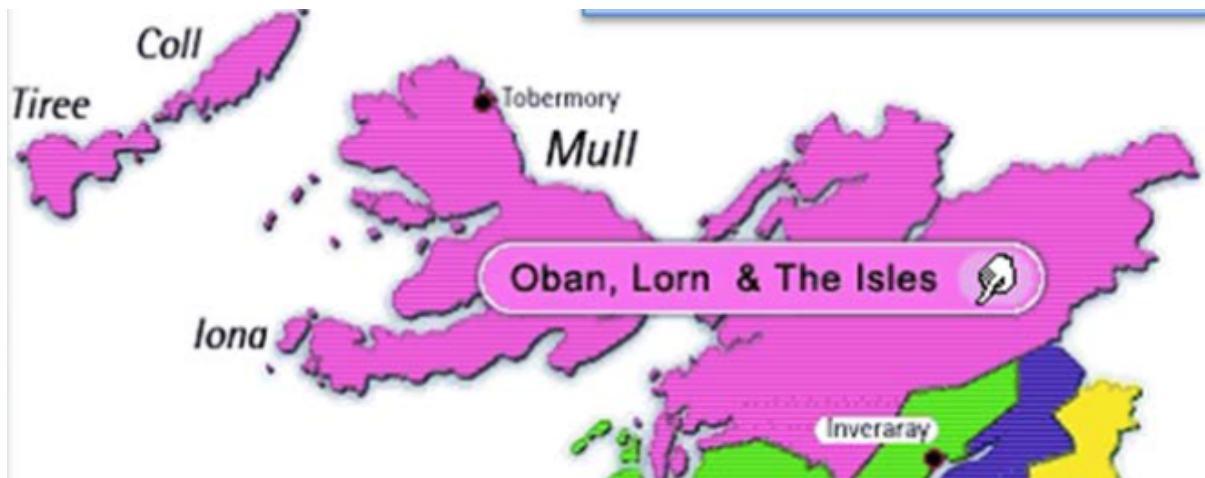 Coll
Tiree
Tobermory
Mull
Oban, Lorn & The Isles
Iona
Inveraray